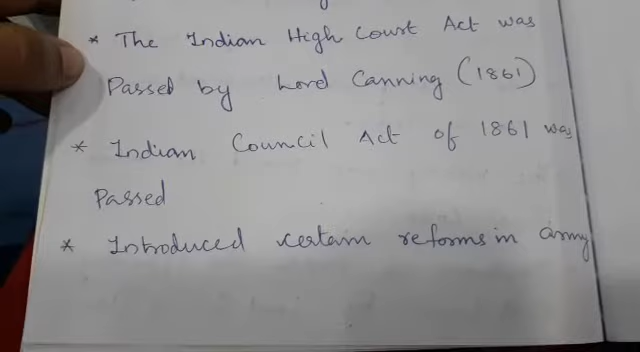 * The Indian High Court Act was
Passed by Lord Canning (1861)
* Indian Council Act of 1861 was
Passed
* Introduced certain reforms in army